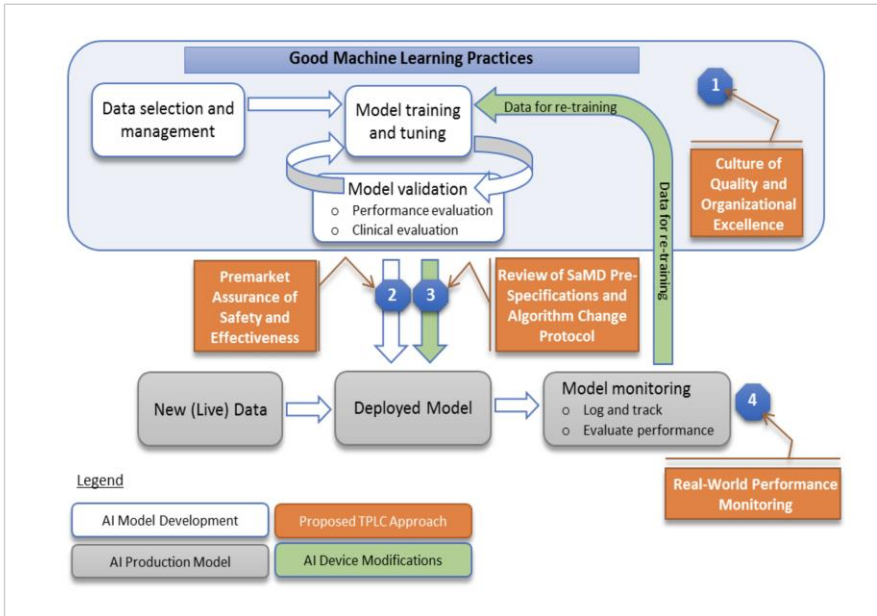 Good Machine Learning Practices
Data selection and
management
Model training
and tuning
Data for re-training
1
Culture of
Quality and
Organizational
Excellence
Model validation
o Performance evaluation
o Clinical evaluation
Data for re-training
Premarket
Assurance of
Safety and
Effectiveness
2
3
Review of SaMD Pre-
Specifications and
Algorithm Change
Protocol
New (Live) Data
Deployed Model
Model monitoring
o Log and track
o Evaluate performance
4
Real-World Performance
Monitoring
Legend
AI Model Development
Proposed TPLC Approach
AI Production Model
AI Device Modifications